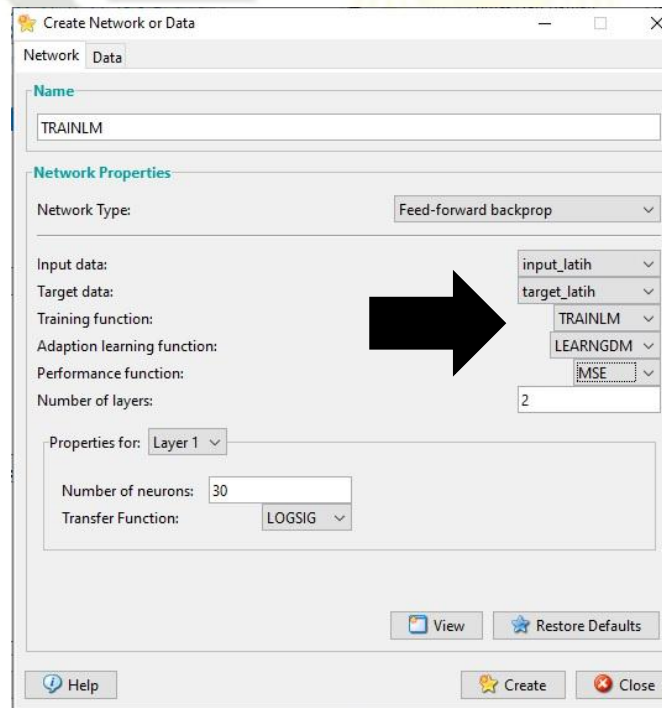 Create Network or Data
Network Data
Name
TRAINLM
Network Properties
Network Type: Feed-forward backprop
Input data: input_latih
Target data: target_latih
Training function: TRAINLM
Adaption learning function: LEARNGDM
Performance function: MSE
Number of layers: 2
Properties for: Layer 1
Number of neurons: 30
Transfer Function: LOGSIG
View Restore Defaults
Help Create Close